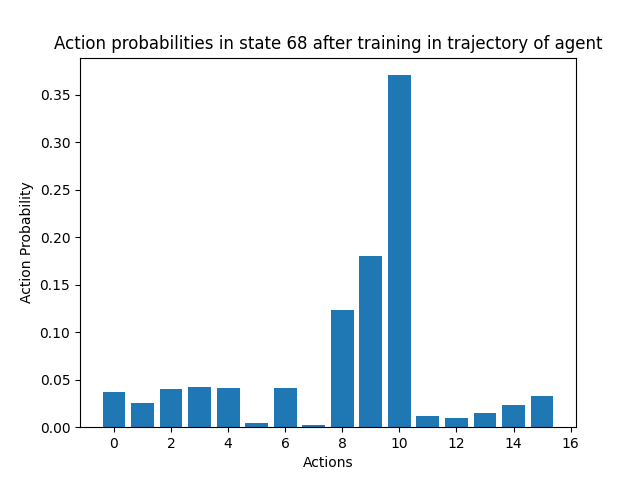 Action probabilities in state 68 after training in trajectory of agent
0.35
0.30
0.25
0.20
0.15
0.10
0.05
0.00
Action Probability
0 2 4 6 8 10 12 14 16
Actions